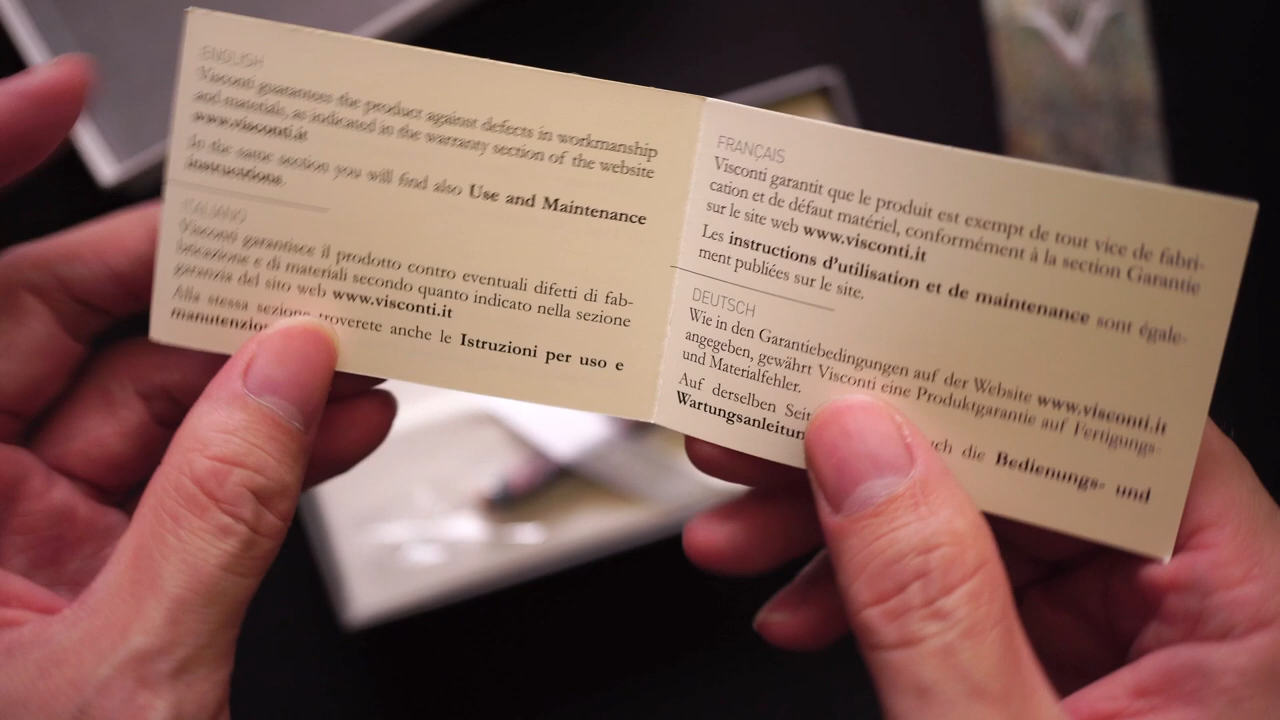 ENGLISH
Visconti guarantees the product against defects in workmanship
and materials, as indicated in the warranty section of the website
www.visconti.it
In the same section you will find also Use and Maintenance
instructions.
ITALIANO
Visconti garantisce il prodotto contro eventuali difetti di fab-
bricazione e di materiali secondo quanto indicato nella sezione
garanzia del sito web www.visconti.it
Alla stessa sezione troverete anche le Istruzioni per uso e
FRANÇAIS
Visconti garantit que le produit est exempt de tout vice de fabri-
cation et de défaut matériel, conformément à la section Garantie
sur le site web www.visconti.it
Les instructions d'utilisation et de maintenance sont égale-
ment publiées sur le site.
DEUTSCH
Wie in den Garantiebedingungen auf der Website www.visconti.it
angegeben, gewährt Visconti eine Produktgarantie auf Fertigungs-
und Materialfehler.
Auf derselben die Bedienungs- und